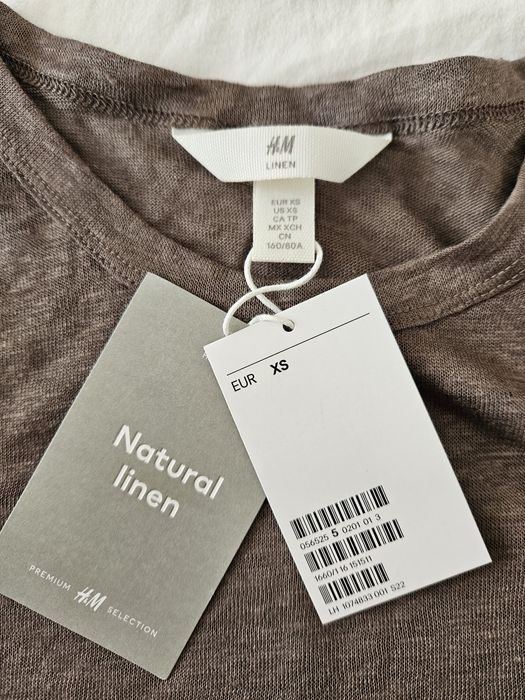 H&M
LINEN
EUR XS
US XS
CA TP
MX XCH
CN
160/80A
EUR XS
Natural
linen
PREMIUM H&M SELECTION
056525 5 0201 01 3
1660/116 151511
LH 1074833 001 S22